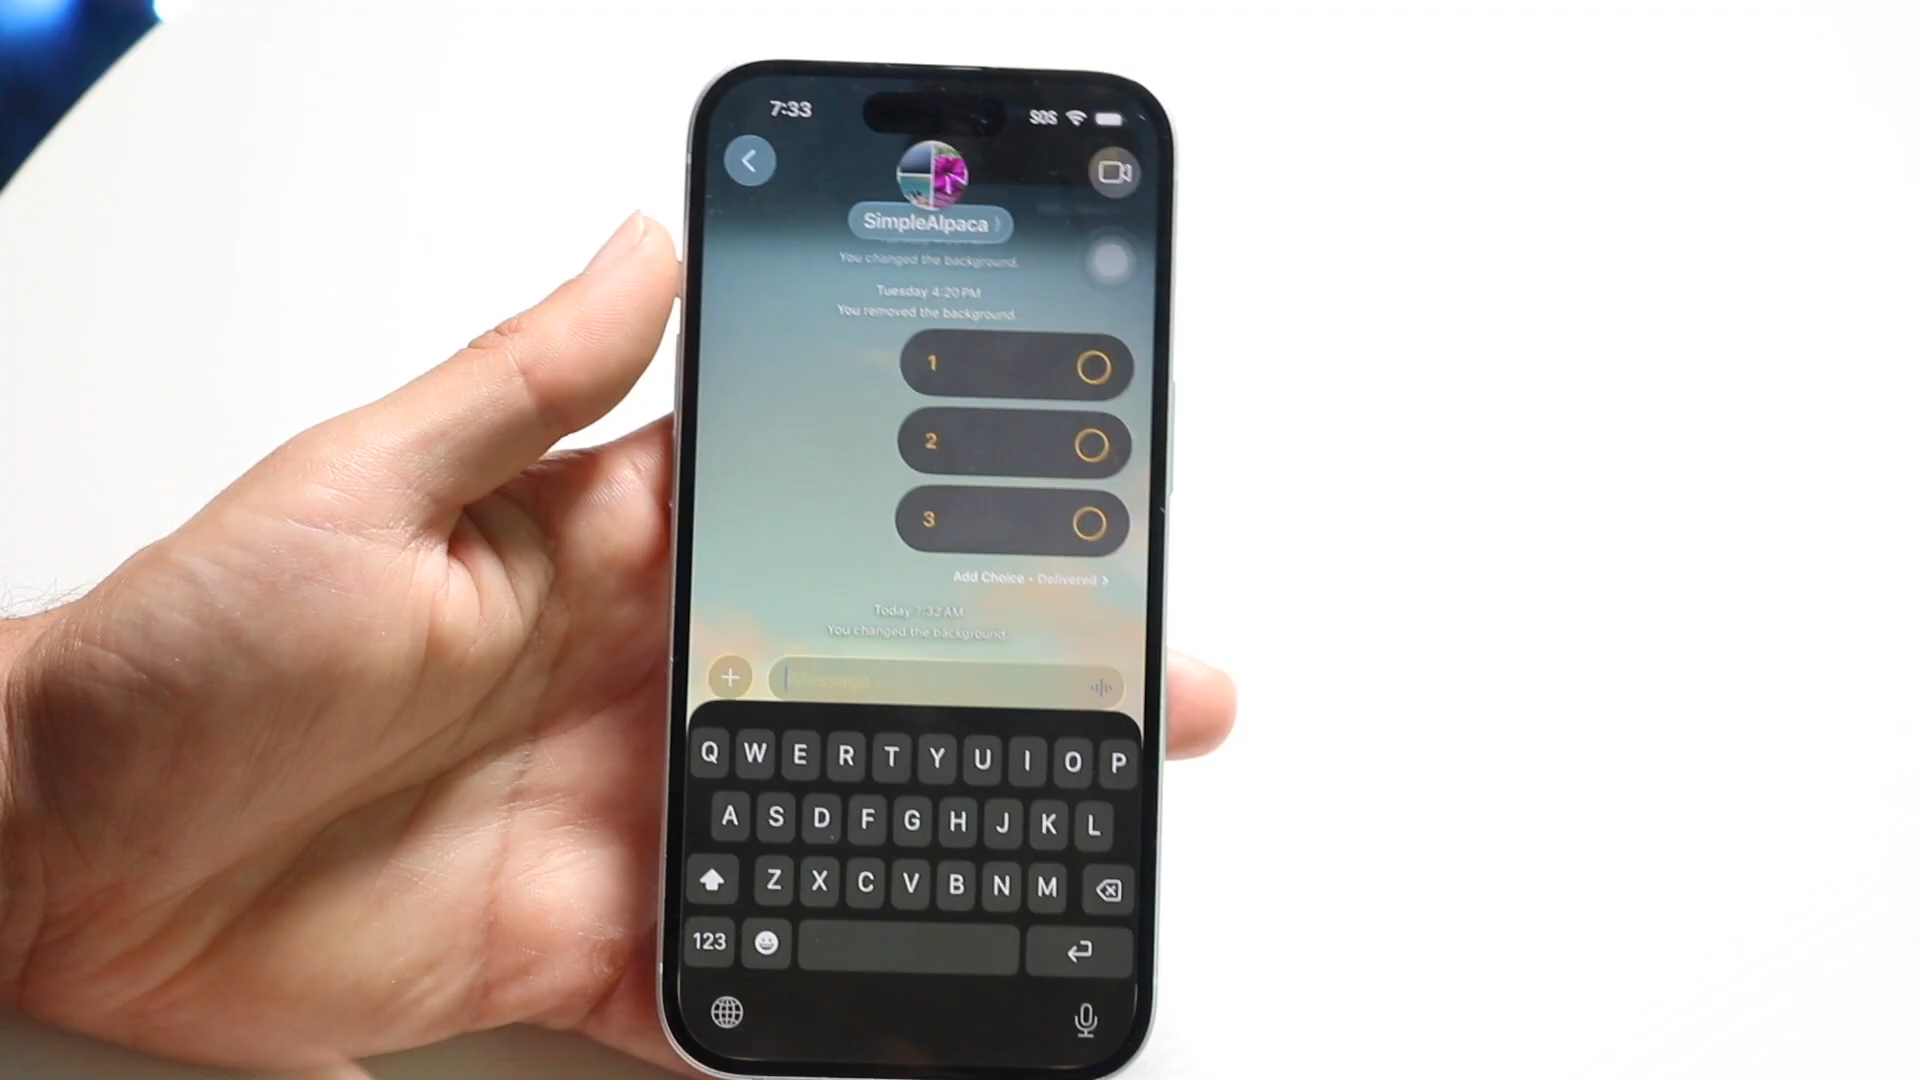 7:33
SOS
SimpleAlpaca
You changed the background.
Tuesday 4:20 PM
You removed the background.
1
2
3
Add Choice • Delivered
Today 7:32 AM
You changed the background.
Message
Q W E R T Y U I O P
A S D F G H J K L
Z X C V B N M
123